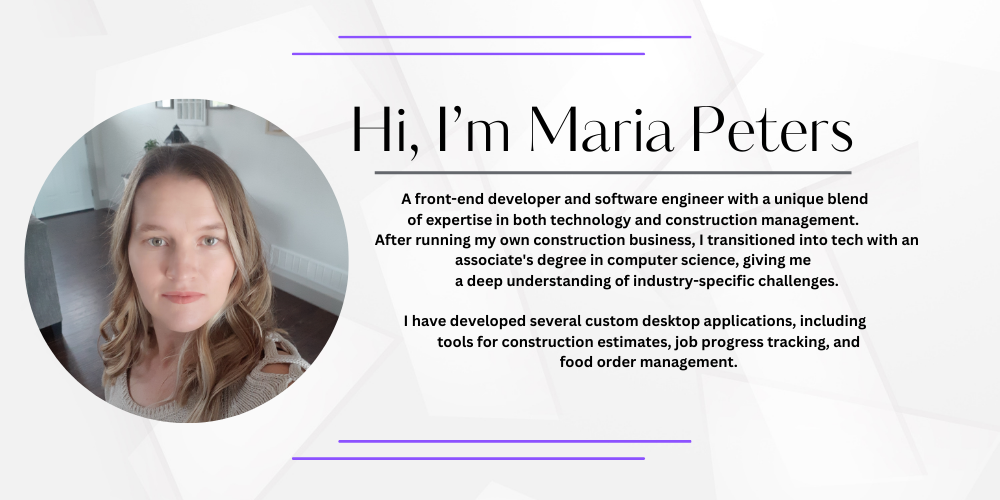 Hi, I’m Maria Peters
A front-end developer and software engineer with a unique blend
of expertise in both technology and construction management.
After running my own construction business, I transitioned into tech with an
associate's degree in computer science, giving me
a deep understanding of industry-specific challenges.
I have developed several custom desktop applications, including
tools for construction estimates, job progress tracking, and
food order management.